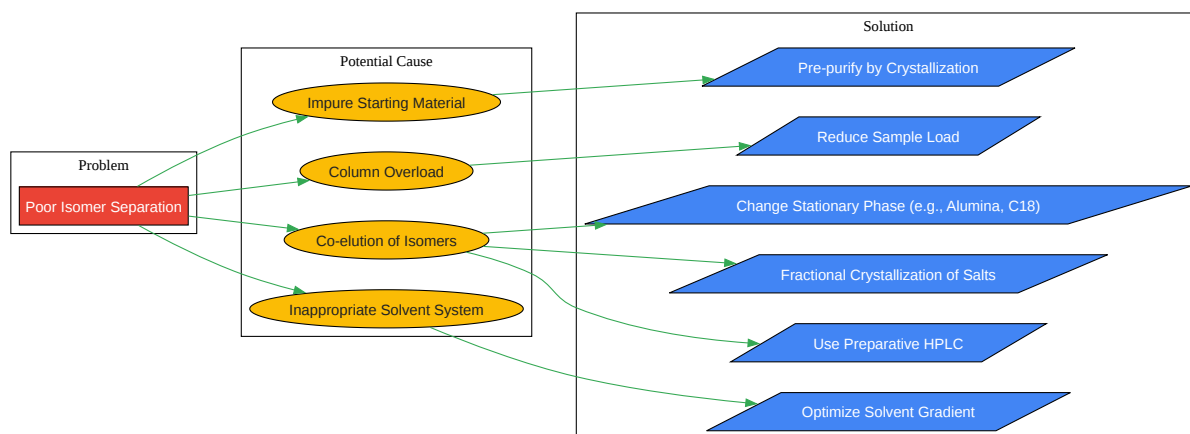 Problem
Poor Isomer Separation
Potential Cause
Impure Starting Material
Column Overload
Co-elution of Isomers
Inappropriate Solvent System
Solution
Pre-purify by Crystallization
Reduce Sample Load
Change Stationary Phase (e.g., Alumina, C18)
Fractional Crystallization of Salts
Use Preparative HPLC
Optimize Solvent Gradient